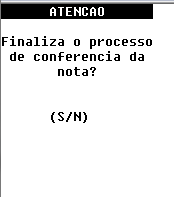 ATENCAO
Finaliza o processo
de conferencia da
nota?
(S/N)